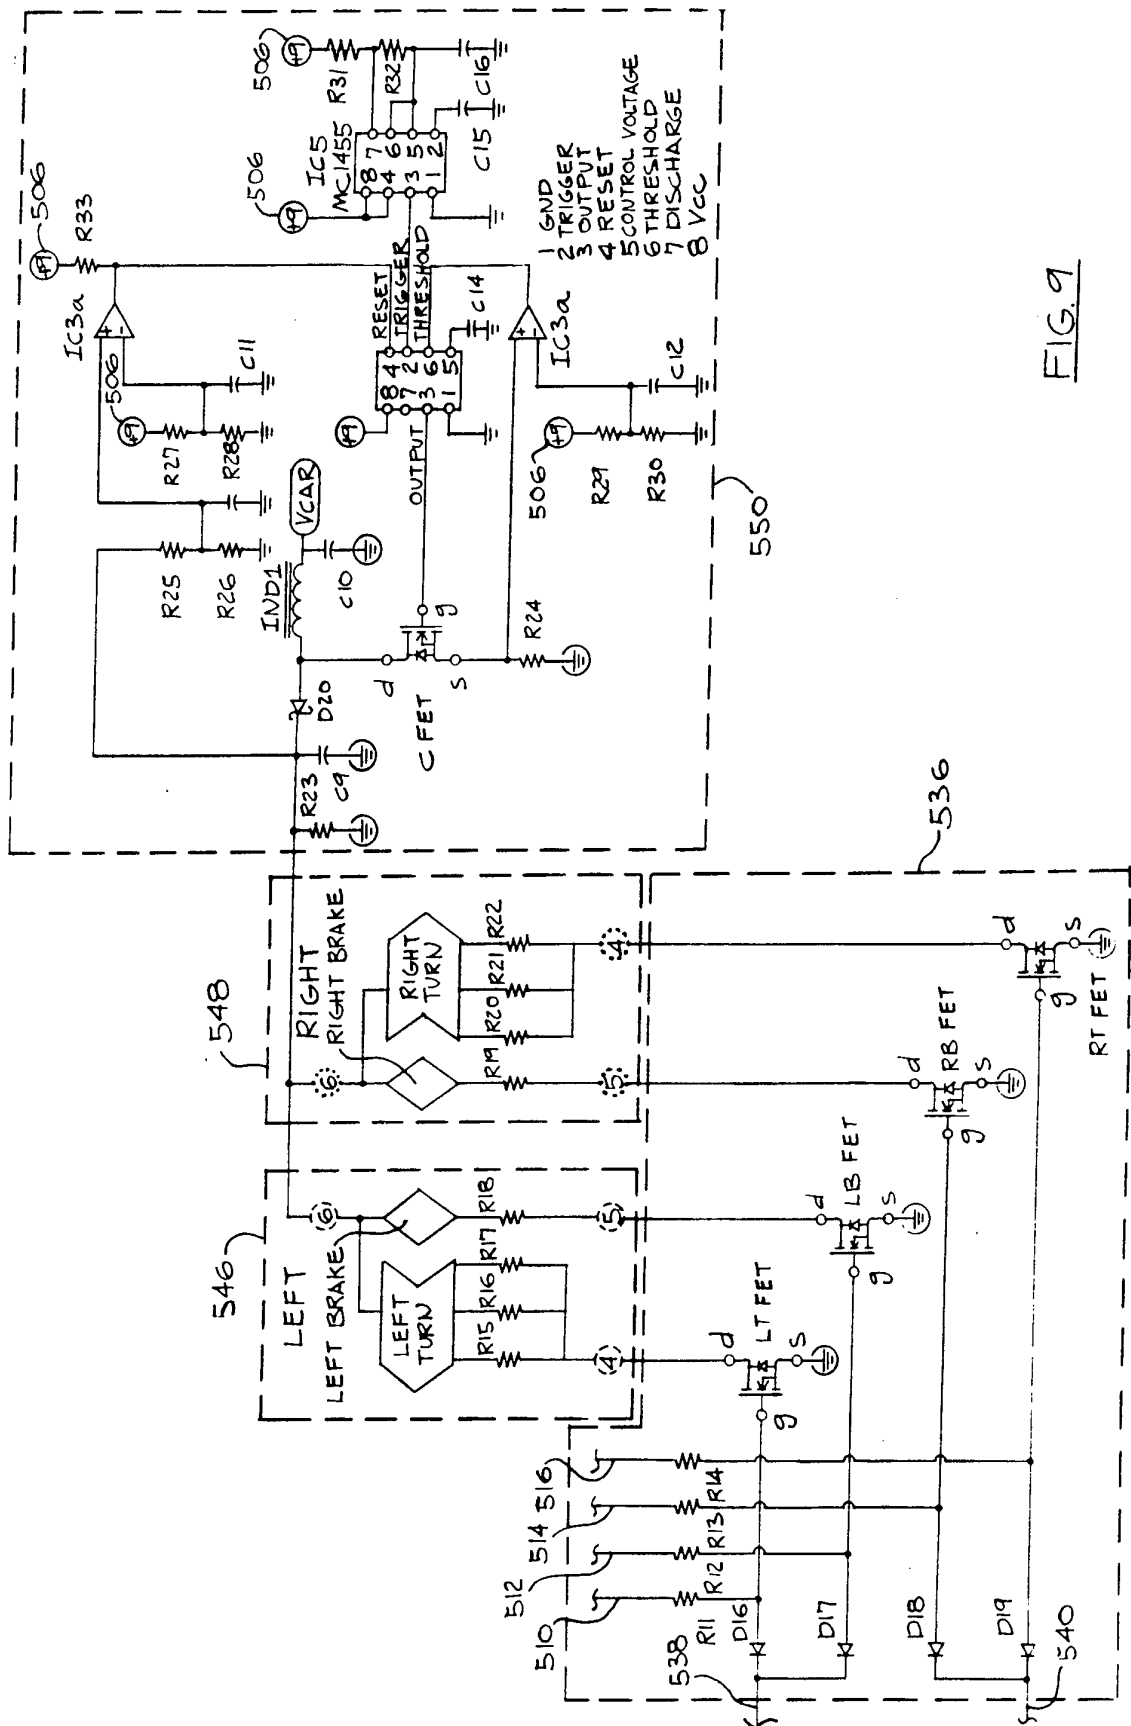 506
+9
R31
R32
C16
IC5
MC1455
8 7
4 6
3 5
1 2
C15
506
+9
1 GND
2 TRIGGER
3 OUTPUT
4 RESET
5 CONTROL VOLTAGE
6 THRESHOLD
7 DISCHARGE
8 Vcc
506
+9
R33
IC3a
+
-
RESET
TRIGGER
THRESHOLD
8 4
7 2
3 6
1 5
C14
+9
OUTPUT
506
+9
R27
R28
C11
IC3a
+
-
506
+9
R29
R30
C12
R25
R26
VCAR
IND1
C10
D20
d
g
s
C FET
R24
R23
C9
550
FIG. 9
548
RIGHT
RIGHT BRAKE
6
RIGHT
TURN
R19
R20
R21
R22
5
4
546
LEFT
LEFT BRAKE
6
LEFT
TURN
R15
R16
R17
R18
4
5
536
d
g
s
LT FET
d
g
s
LB FET
d
g
s
RB FET
d
g
s
RT FET
510
512
514
516
R11
R12
R13
R14
D16
D17
D18
D19
538
540